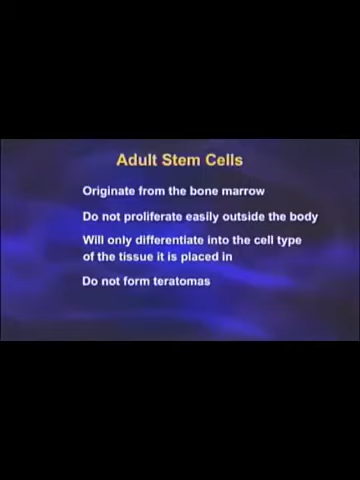 Adult Stem Cells
Originate from the bone marrow
Do not proliferate easily outside the body
Will only differentiate into the cell type
of the tissue it is placed in
Do not form teratomas